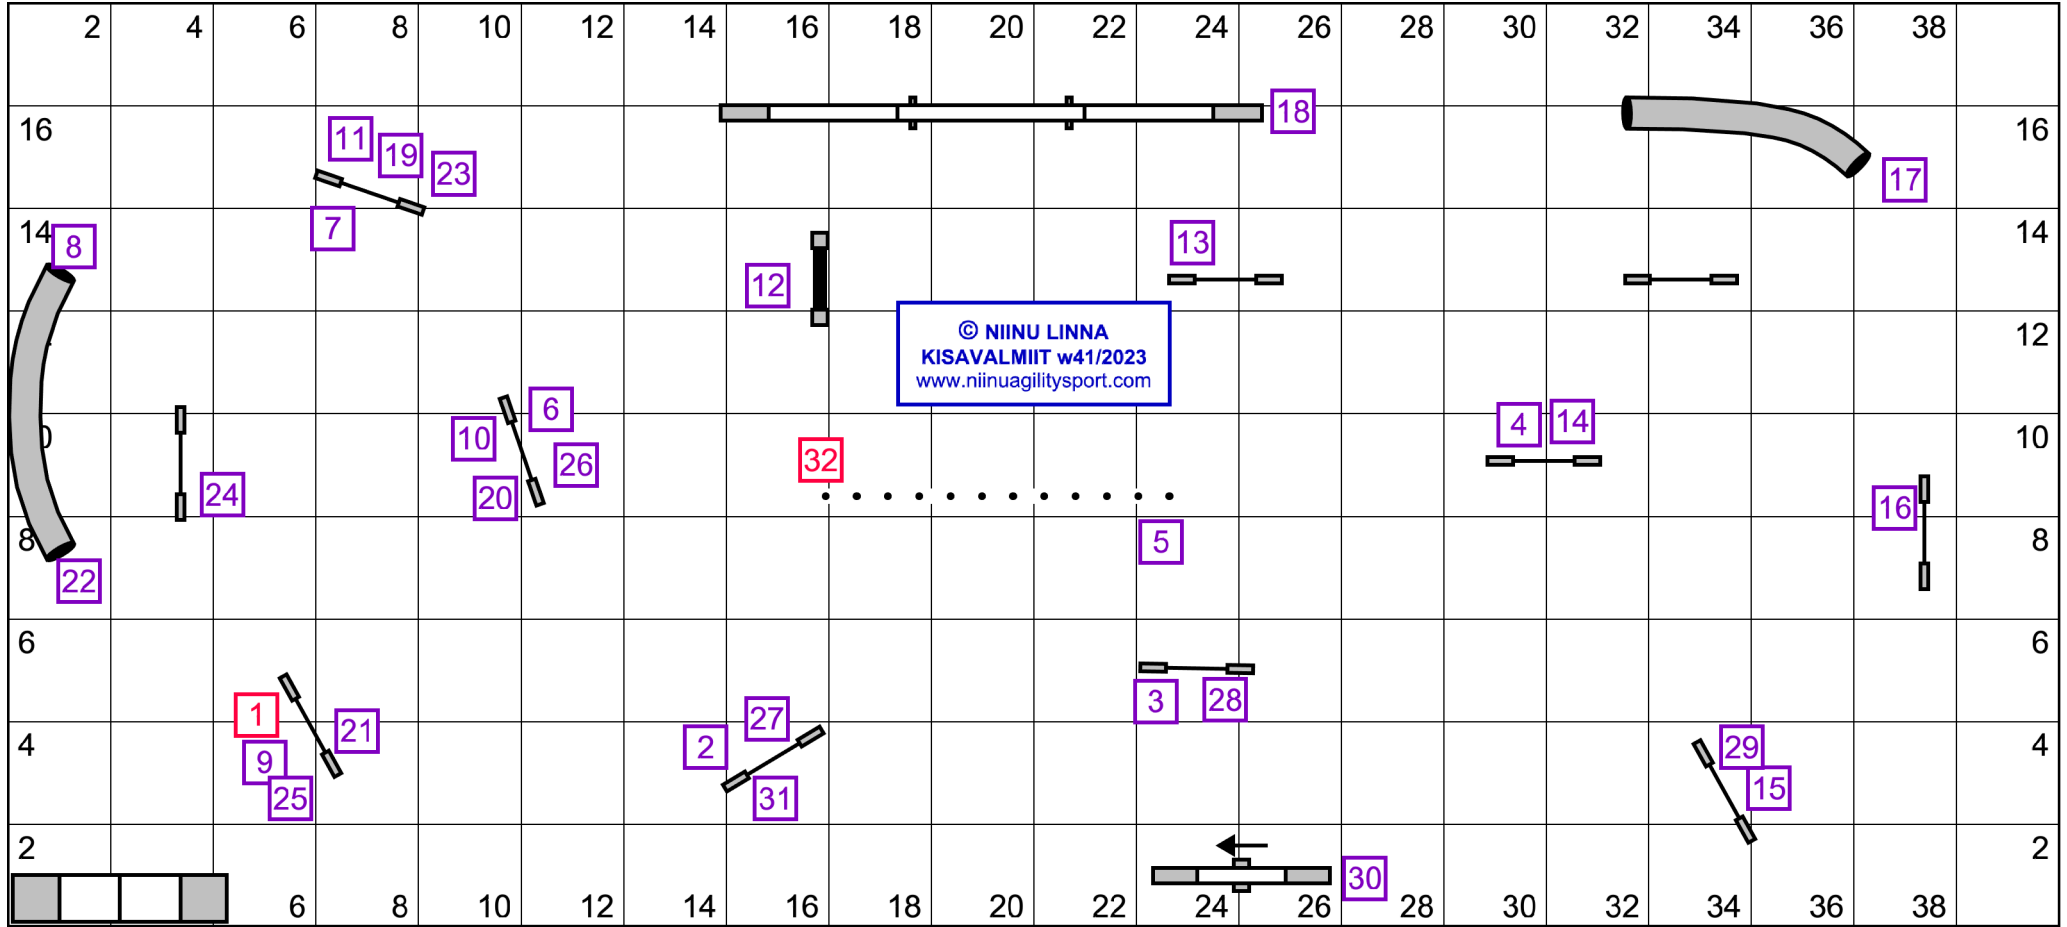 2 4 6 8 10 12 14 16 18 20 22 24 26 28 30 32 34 36 38
18
16 11 19 23 17 16
14 8 7 13 14
12
© NIINU LINNA
KISAVALMIIT w41/2023
www.niinuagilitysport.com
12
10 6 4 14 10
32
26
24 20 16
8 5 8
22
6 6
1 3 28
21 27
4 9 2 29 4
25 31 15
2 2
30
6 8 10 12 14 16 18 20 22 24 26 28 30 32 34 36 38